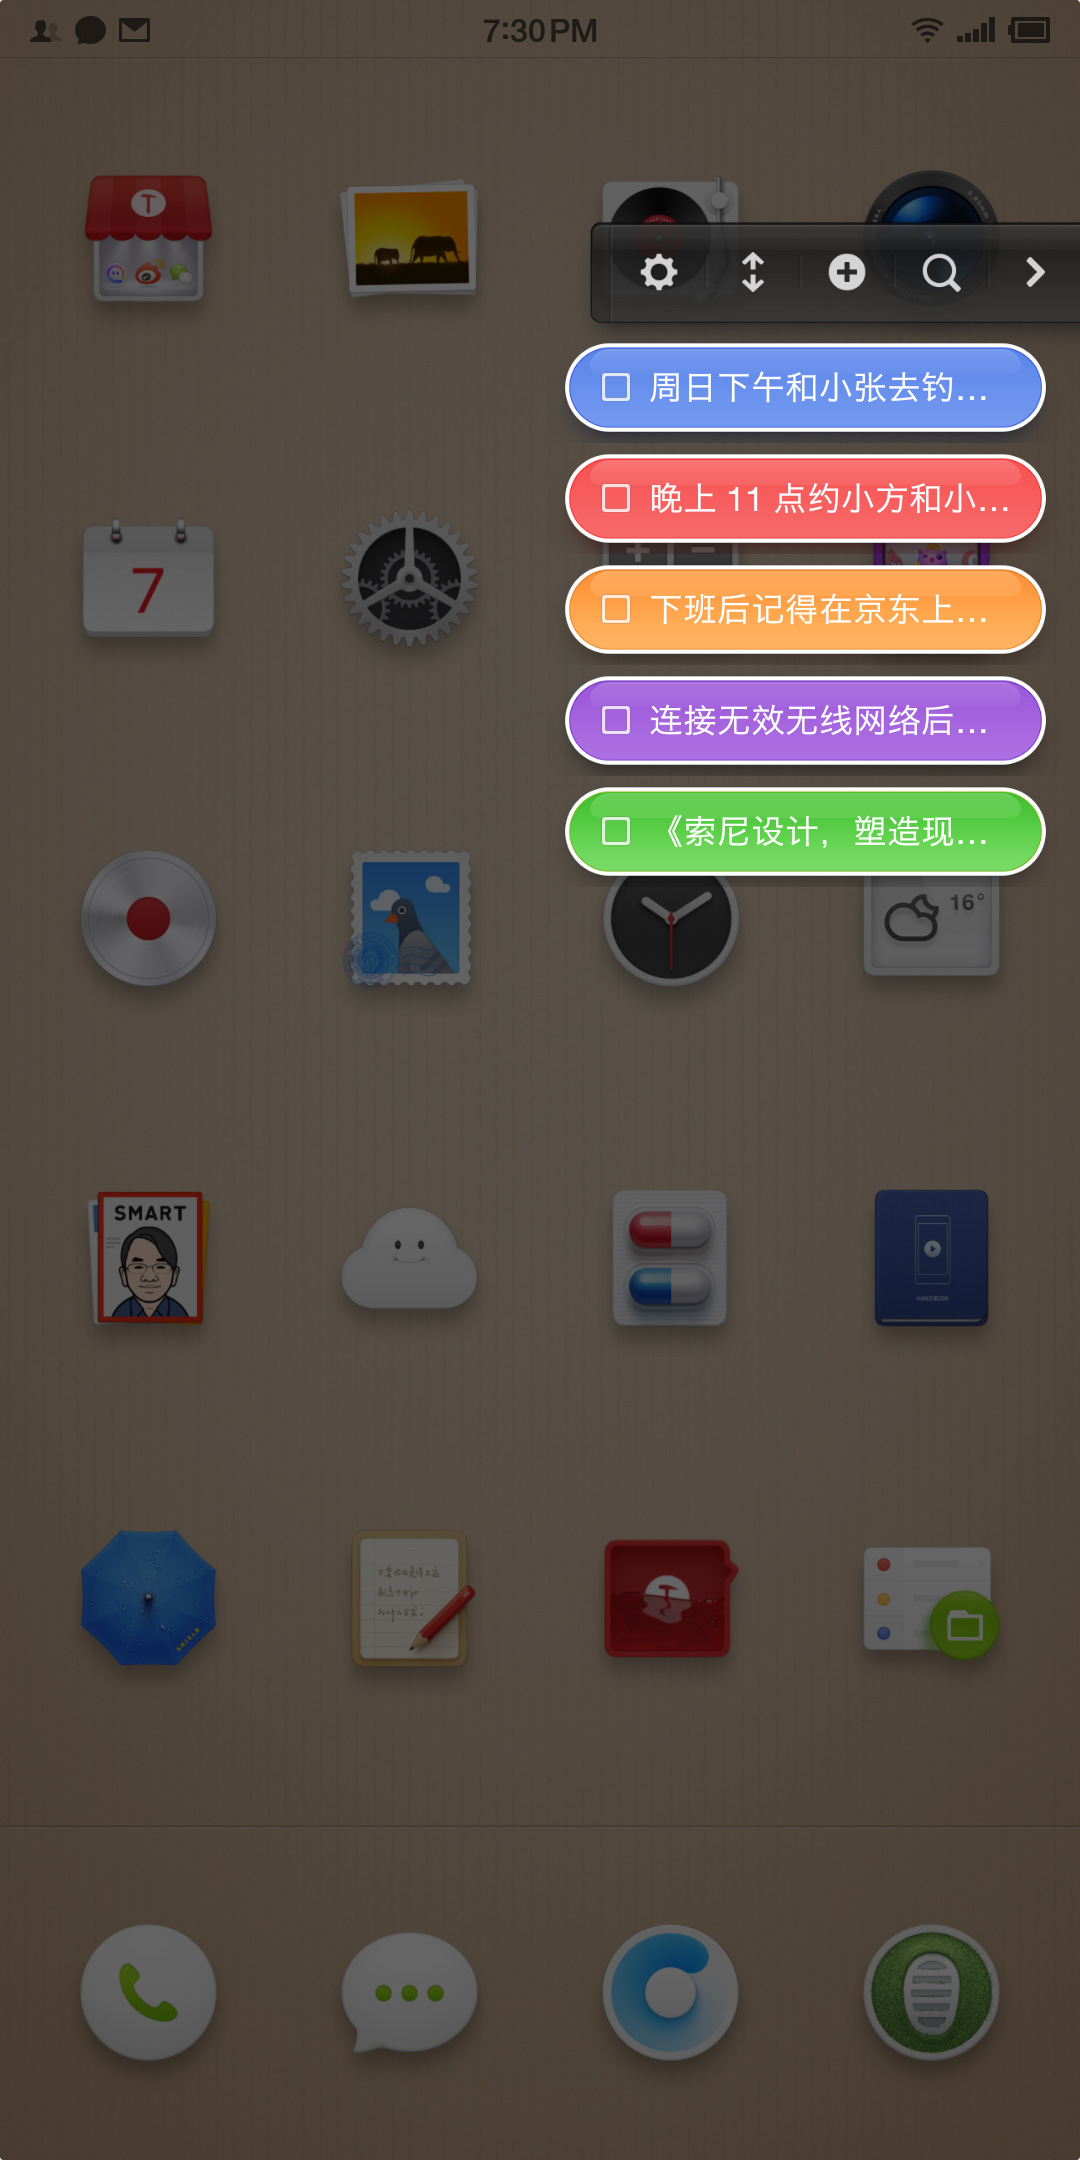 7:30 PM
周日下午和小张去钓...
晚上 11 点约小方和小...
下班后记得在京东上...
7
连接无效无线网络后...
《索尼设计，塑造现...
16°
SMART
HANDBOOK